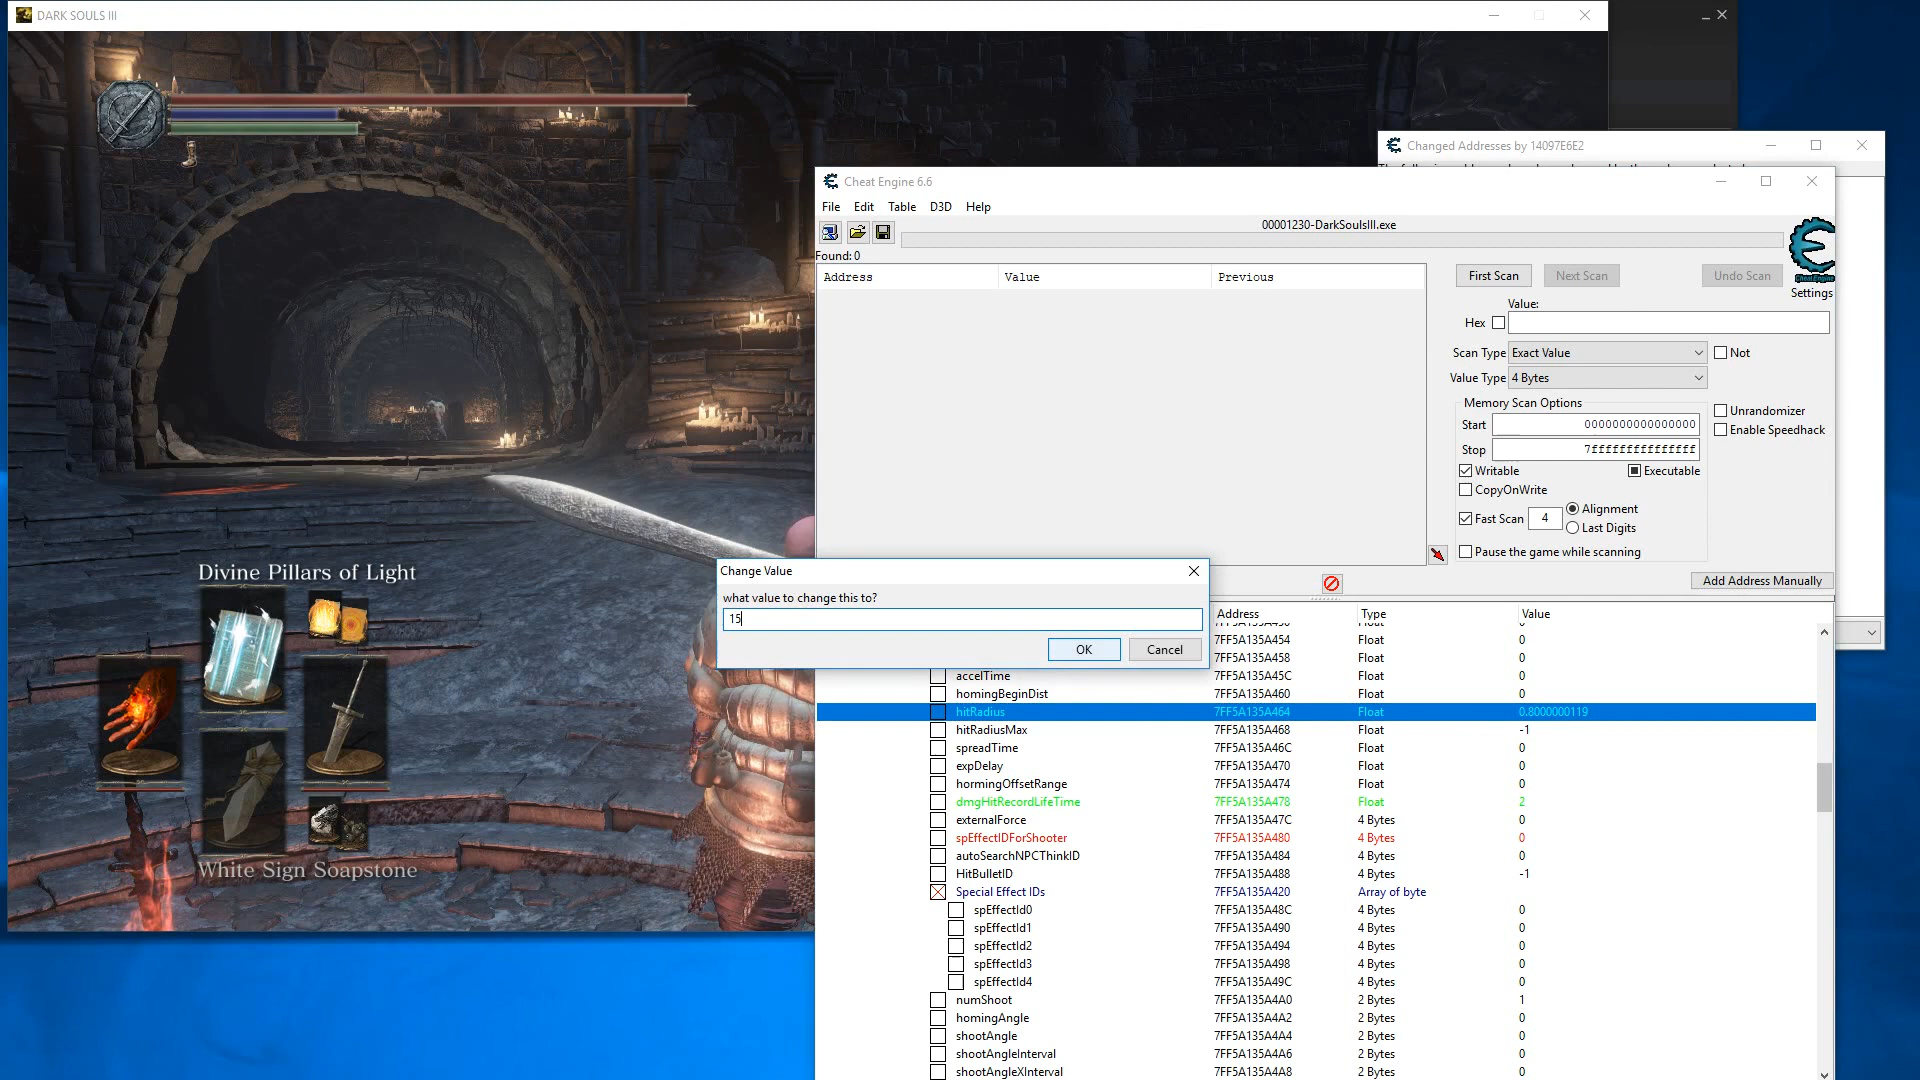 DARK SOULS III
Divine Pillars of Light
White Sign Soapstone
Changed Addresses by 14097E6E2
Cheat Engine 6.6
File Edit Table D3D Help
00001230-DarkSoulsIII.exe
Found: 0
Address Value Previous
First Scan Next Scan Undo Scan
Cheat Engine
Settings
Value:
Hex
Scan Type Exact Value Not
Value Type 4 Bytes
Memory Scan Options
Unrandomizer
Start 0000000000000000
Enable Speedhack
Stop 7fffffffffffffff
Writable Executable
CopyOnWrite
Fast Scan 4 Alignment
Last Digits
Pause the game while scanning
Add Address Manually
Change Value
what value to change this to?
15
OK Cancel
Address Type Value
7FF5A135A454 Float 0
7FF5A135A458 Float 0
accelTime 7FF5A135A45C Float 0
homingBeginDist 7FF5A135A460 Float 0
hitRadius 7FF5A135A464 Float 0.8000000119
hitRadiusMax 7FF5A135A468 Float -1
spreadTime 7FF5A135A46C Float 0
expDelay 7FF5A135A470 Float 0
hormingOffsetRange 7FF5A135A474 Float 0
dmgHitRecordLifeTime 7FF5A135A478 Float 2
externalForce 7FF5A135A47C 4 Bytes 0
spEffectIDForShooter 7FF5A135A480 4 Bytes 0
autoSearchNPCThinkID 7FF5A135A484 4 Bytes 0
HitBulletID 7FF5A135A488 4 Bytes -1
Special Effect IDs 7FF5A135A420 Array of byte
spEffectId0 7FF5A135A48C 4 Bytes 0
spEffectId1 7FF5A135A490 4 Bytes 0
spEffectId2 7FF5A135A494 4 Bytes 0
spEffectId3 7FF5A135A498 4 Bytes 0
spEffectId4 7FF5A135A49C 4 Bytes 0
numShoot 7FF5A135A4A0 2 Bytes 1
homingAngle 7FF5A135A4A2 2 Bytes 0
shootAngle 7FF5A135A4A4 2 Bytes 0
shootAngleInterval 7FF5A135A4A6 2 Bytes 0
shootAngleXInterval 7FF5A135A4A8 2 Bytes 0